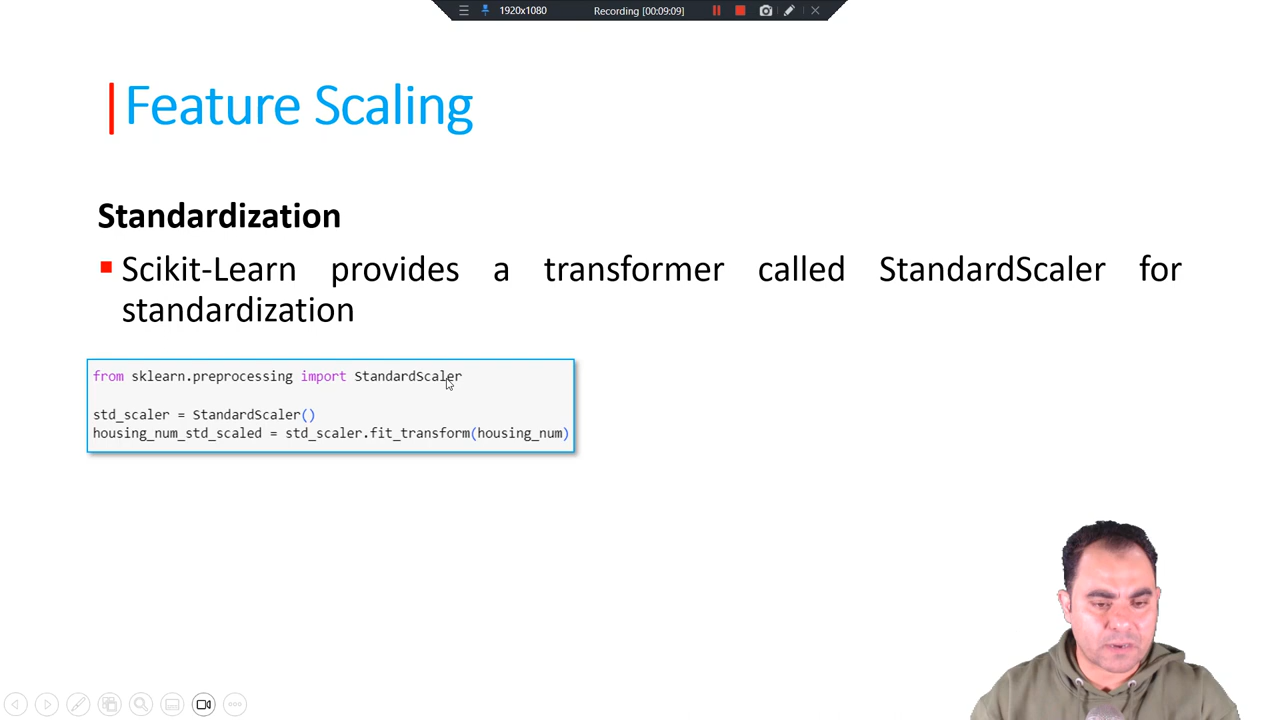 1920x1080 Recording [00:09:09]
|Feature Scaling
Standardization
Scikit-Learn provides a transformer called StandardScaler for
standardization
from sklearn.preprocessing import StandardScaler
std_scaler = StandardScaler()
housing_num_std_scaled = std_scaler.fit_transform(housing_num)